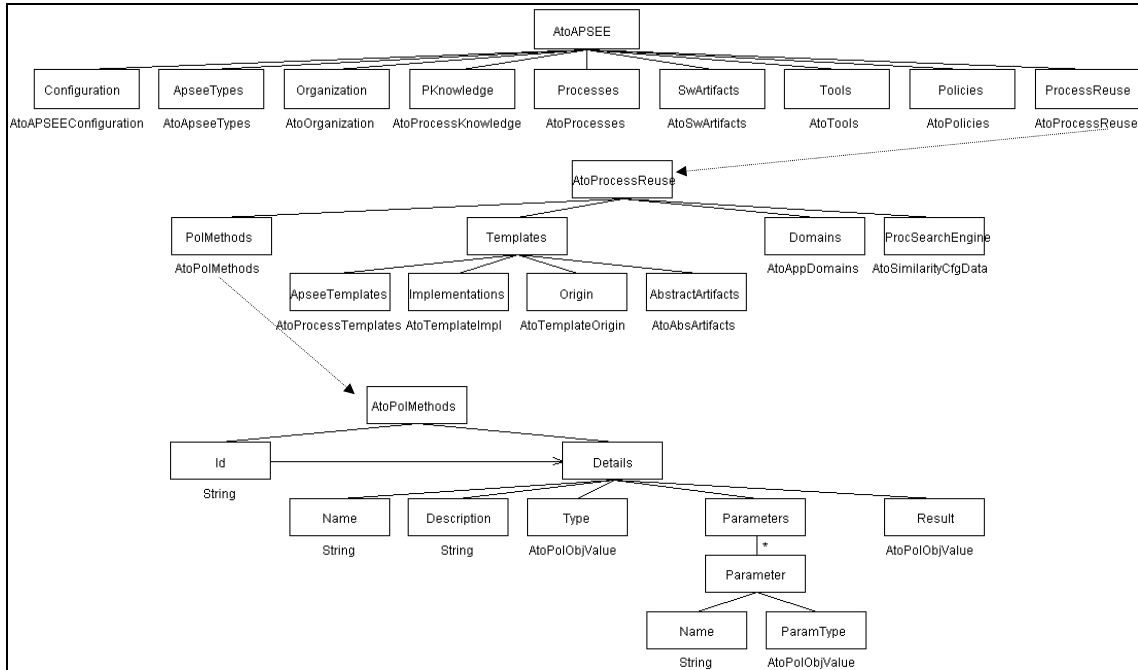 AtoAPSEE
Configuration ApseeTypes Organization PKnowledge Processes SwArtifacts Tools Policies ProcessReuse
AtoAPSEEConfiguration AtoApseeTypes AtoOrganization AtoProcessKnowledge AtoProcesses AtoSwArtifacts AtoTools AtoPolicies AtoProcessReuse
AtoProcessReuse
PolMethods Templates Domains ProcSearchEngine
AtoPolMethods AtoAppDomains AtoSimilarityCfgData
ApseeTemplates Implementations Origin AbstractArtifacts
AtoProcessTemplates AtoTemplateImpl AtoTemplateOrigin AtoAbsArtifacts
AtoPolMethods
Id Details
String
Name Description Type Parameters Result
String String AtoPolObjValue AtoPolObjValue
*
Parameter
Name ParamType
String AtoPolObjValue